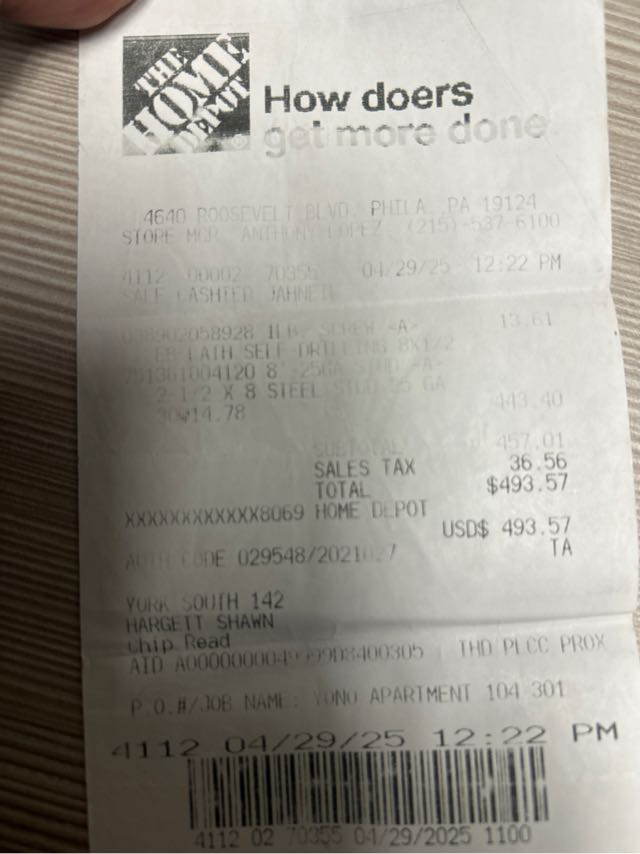 THE HOME DEPOT
How doers
get more done
4640 ROOSEVELT BLVD. PHILA. PA 19124
STORE MGR. ANTHONY LOPEZ (215)-537-6100
4112 00002 70355 04/29/25 12:22 PM
SALE CASHIER
038902058928 1LB. SCREW <A> 13.61
LATH SELF DRILLING 8X1/2
751361004120 8' -25GA STUD <A>
2-1/2 X 8 STEEL STUD GA
30@14.78 443.40
SUBTOTAL 457.01
SALES TAX 36.56
TOTAL $493.57
XXXXXXXXXXXX8069 HOME DEPOT
USD$ 493.57
AUTH CODE 029548/2021027 TA
YORK SOUTH 142
HARGETT SHAWN
Chip Read
AID THD PLCC PROX
P.O.#/JOB NAME: YONO APARTMENT 104 301
4112 04/29/25 12:22 PM
4112 02 70355 04/29/2025 1100